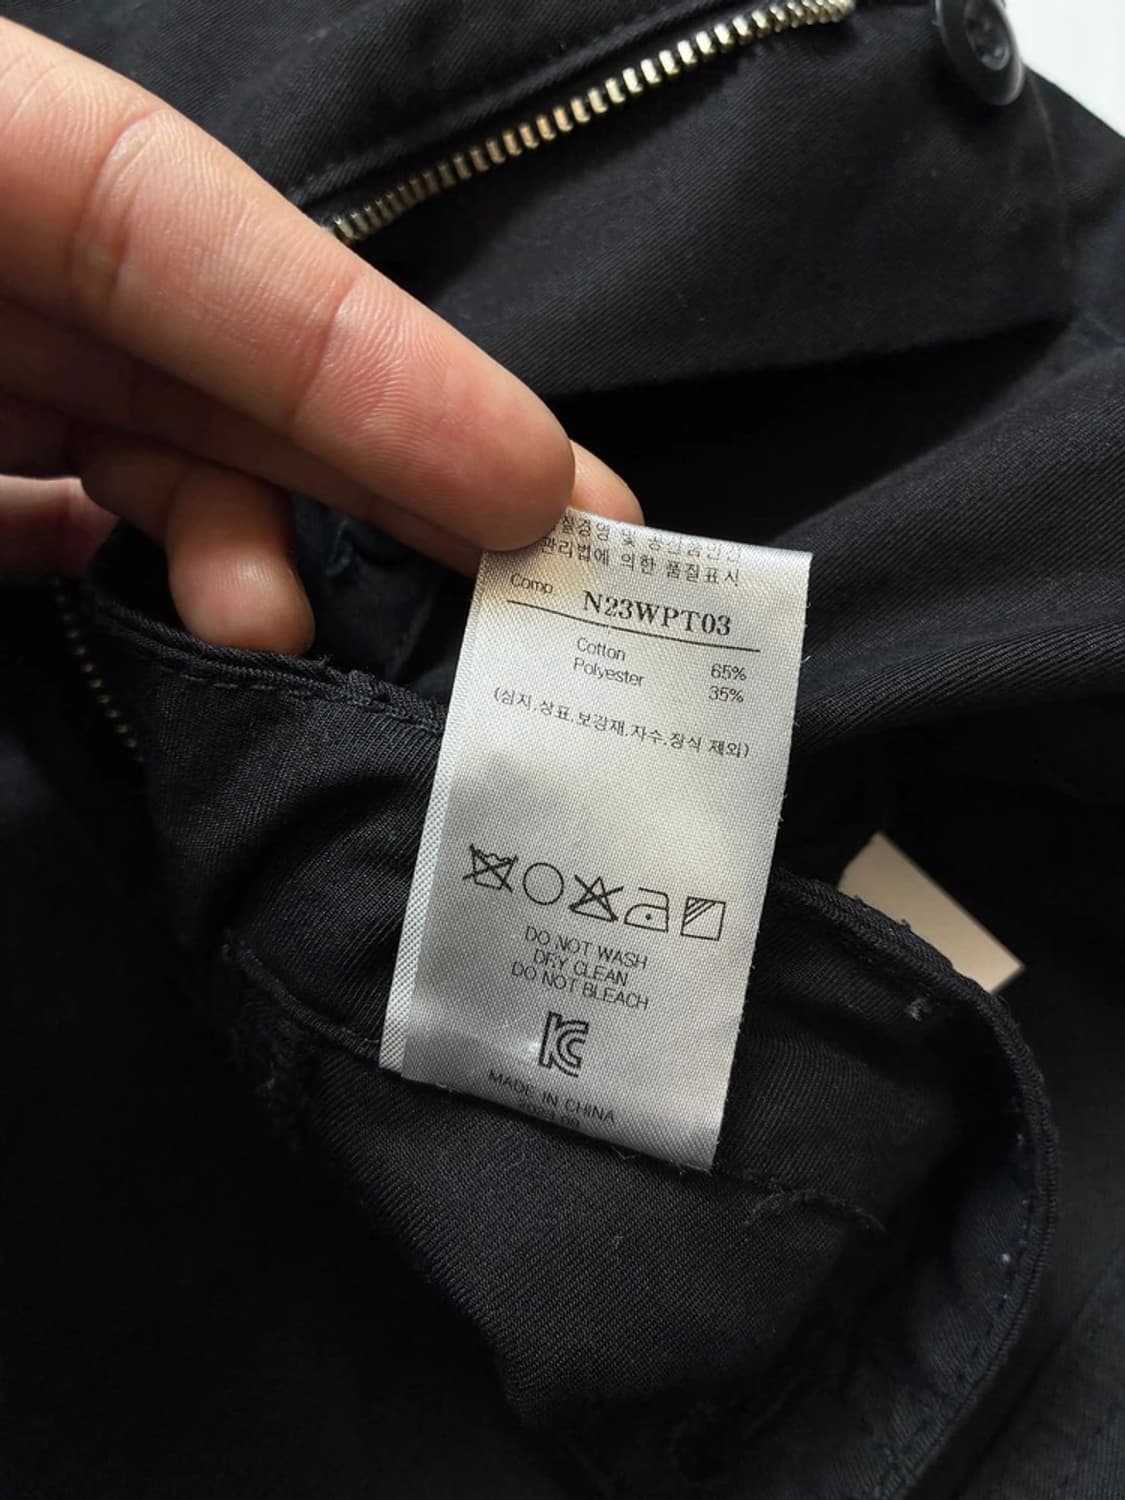 관리법에 의한 품질표시
Comp N23WPT03
Cotton 65%
Polyester 35%
(심지,상표,보강재,자수,장식 제외)
DO NOT WASH
DRY CLEAN
DO NOT BLEACH
KC
MADE IN CHINA